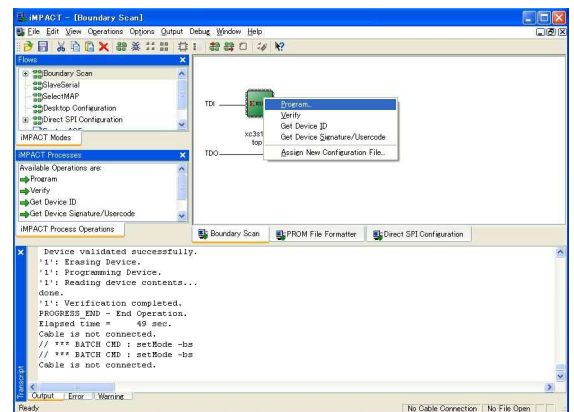 iMPACT - [Boundary Scan]
File Edit View Operations Options Output Debug Window Help
Flows
Boundary Scan
SlaveSerial
SelectMAP
Desktop Configuration
Direct SPI Configuration
iMPACT Modes
iMPACT Processes
Available Operations are:
Program
Verify
Get Device ID
Get Device Signature/Usercode
iMPACT Process Operations
TDI
xc3s1
top
TDO
Program...
Verify
Get Device ID
Get Device Signature/Usercode
Assign New Configuration File...
Boundary Scan PROM File Formatter Direct SPI Configuration
Device validated successfully.
'1': Erasing Device.
'1': Programming Device.
'1': Reading device contents...
done.
'1': Verification completed.
PROGRESS_END - End Operation.
Elapsed time = 49 sec.
Cable is not connected.
// *** BATCH CMD : setMode -bs
// *** BATCH CMD : setMode -bs
Cable is not connected.
Transcript
Output Error Warning
Ready No Cable Connection No File Open